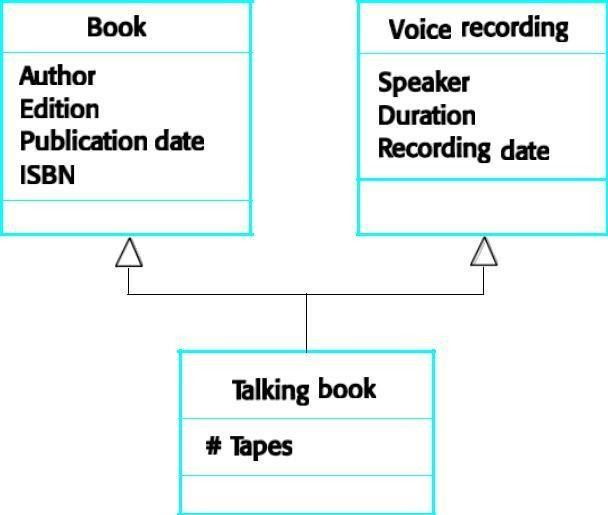 Book
Author
Edition
Publication date
ISBN
Voice recording
Speaker
Duration
Recording date
Talking book
# Tapes